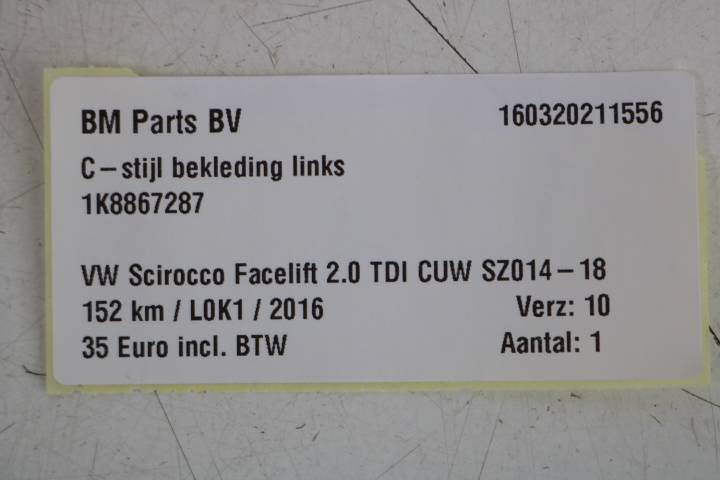 BM Parts BV 160320211556
C-stijl bekleding links
1K8867287
VW Scirocco Facelift 2.0 TDI CUW SZ014-18
152 km / L0K1 / 2016 Verz: 10
35 Euro incl. BTW Aantal: 1